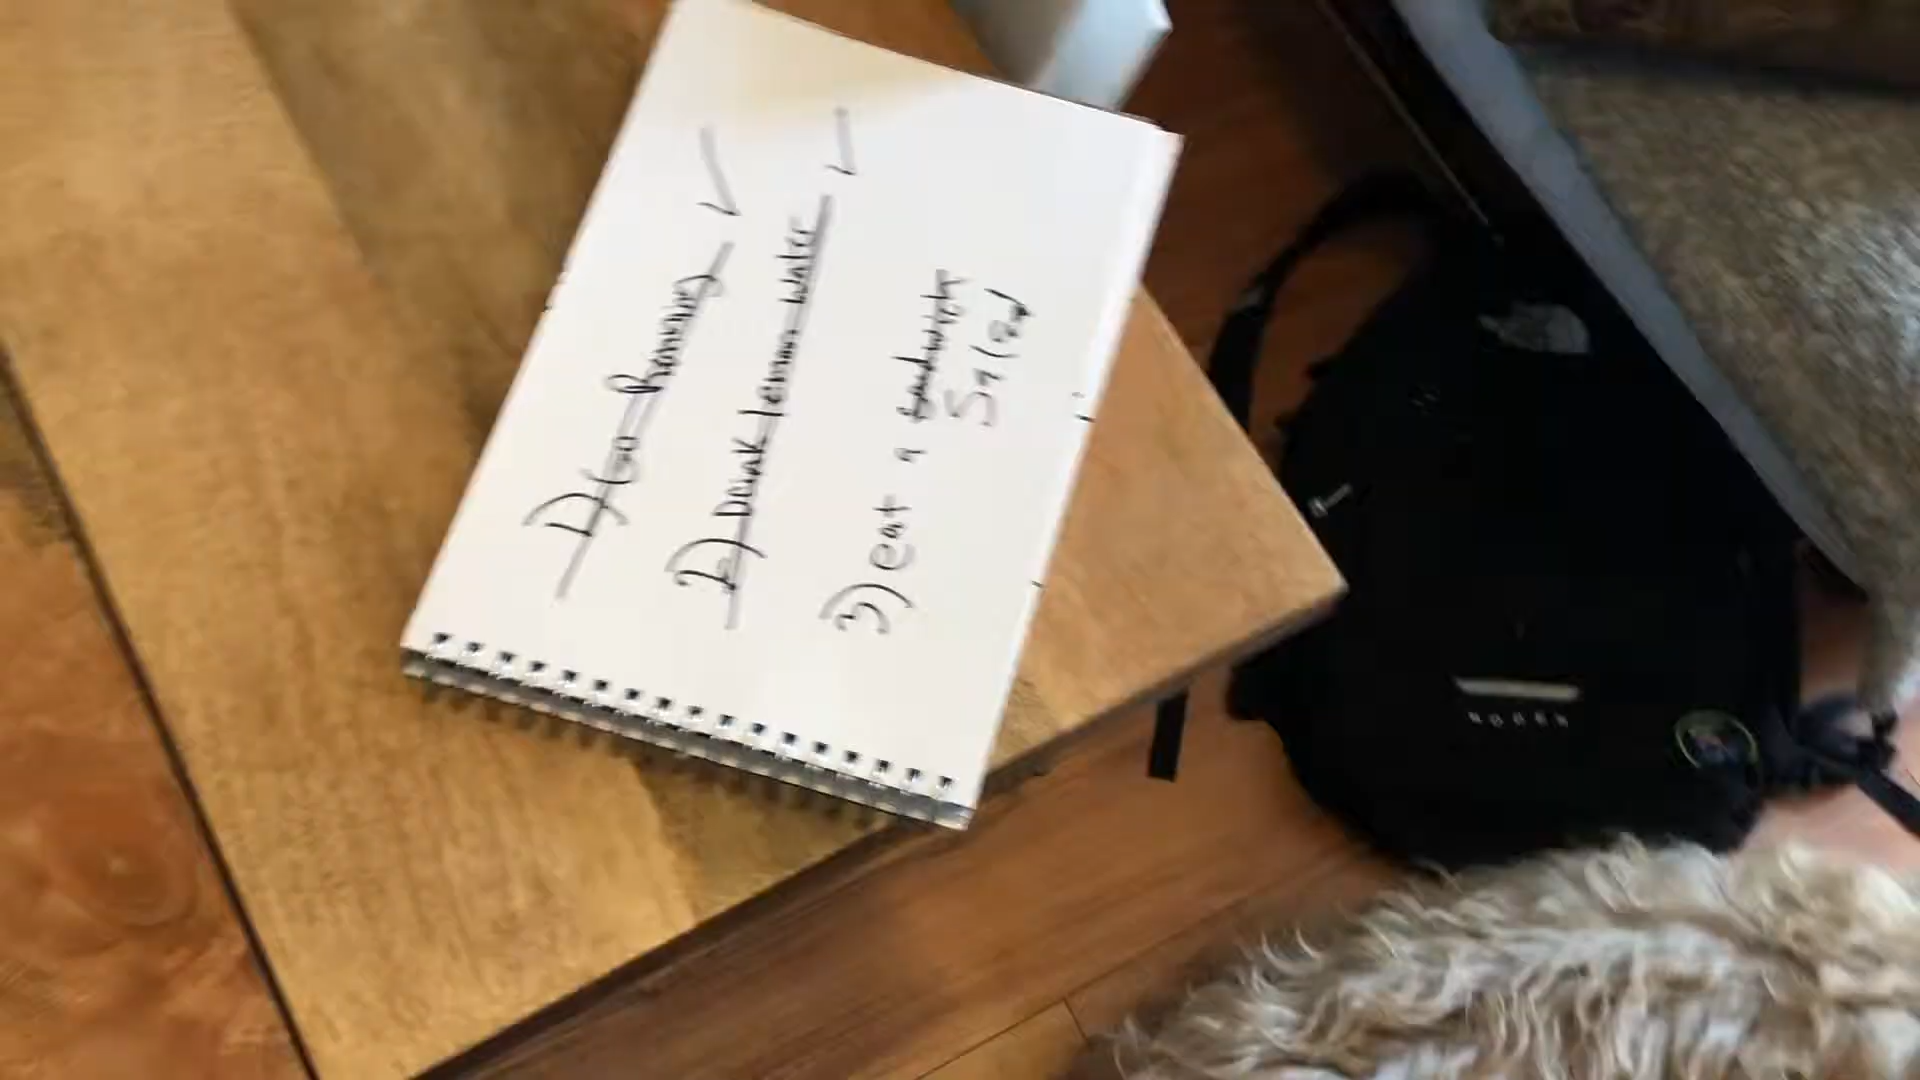 1) Go Running ✓
2) Drink lemon water ✓
3) eat a sandwich
Salad